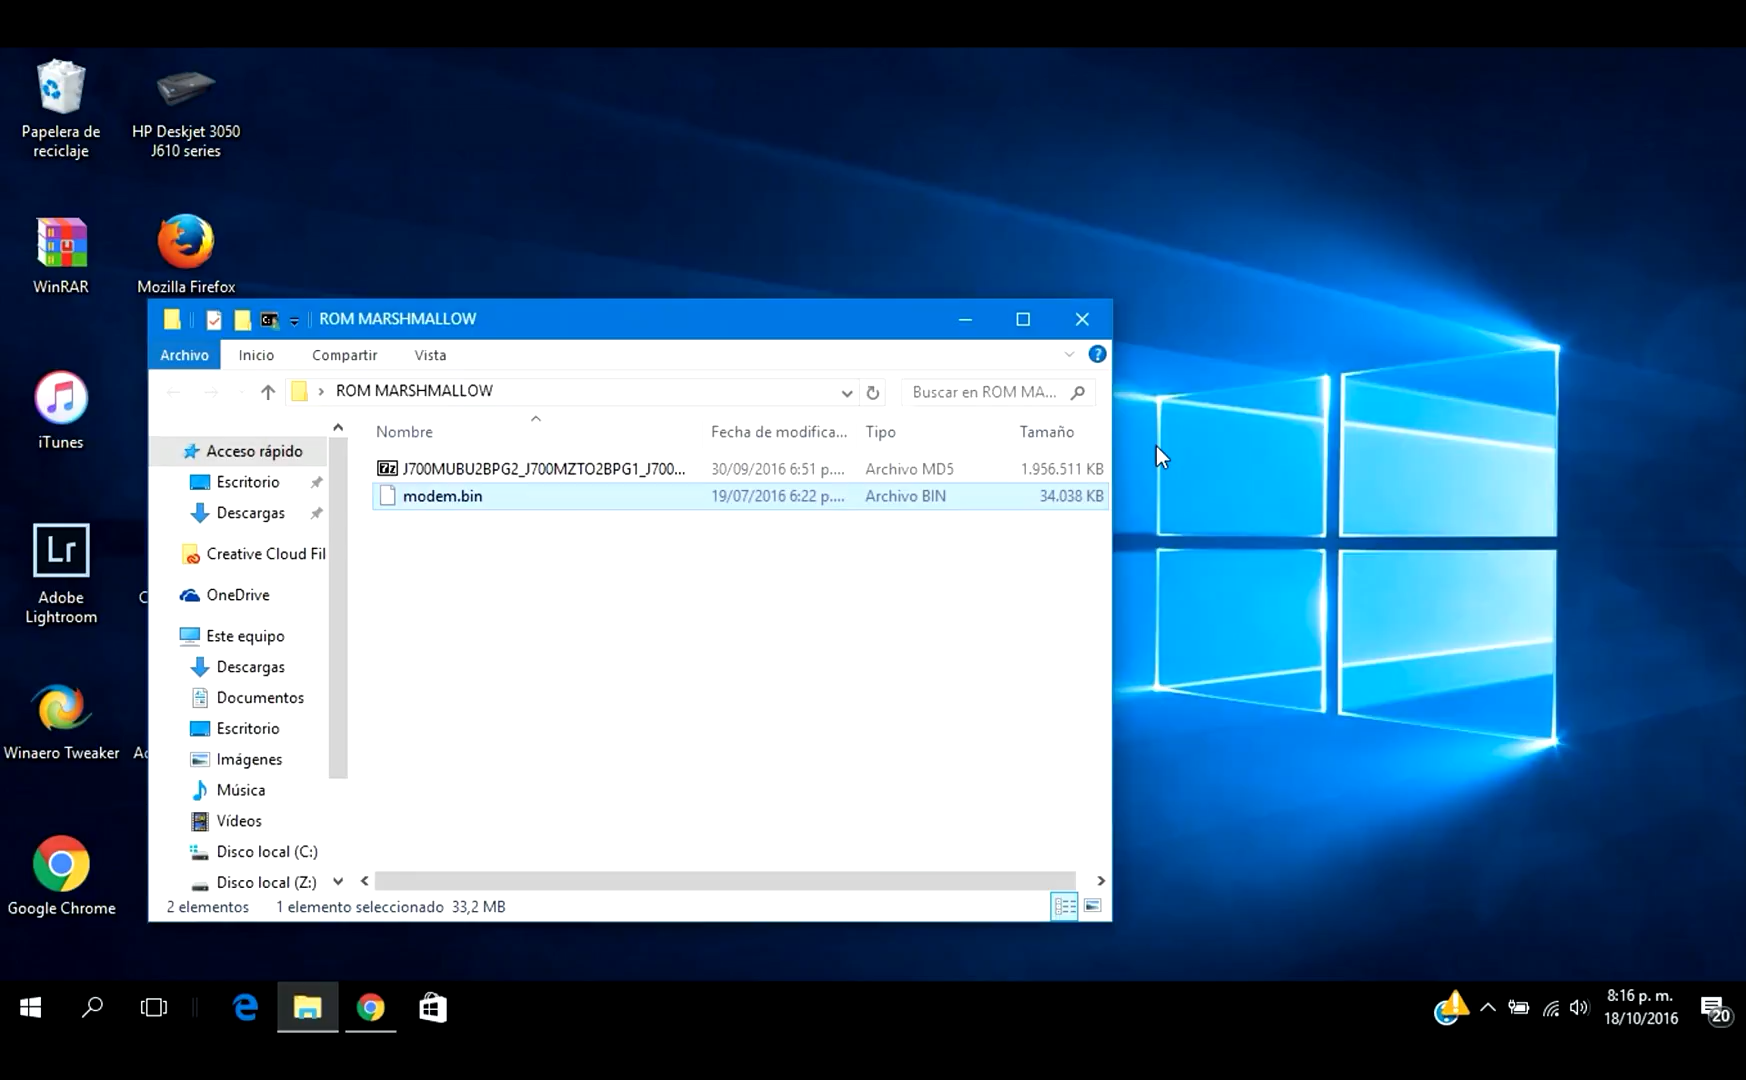 Papelera de
reciclaje
HP Deskjet 3050
J610 series
WinRAR
Mozilla Firefox
iTunes
Lr
Adobe
Lightroom
C
Winaero Tweaker
Ac
Google Chrome
ROM MARSHMALLOW
Archivo Inicio Compartir Vista
ROM MARSHMALLOW
Buscar en ROM MA...
Nombre Fecha de modifica... Tipo Tamaño
J700MUBU2BPG2_J700MZTO2BPG1_J700... 30/09/2016 6:51 p.... Archivo MD5 1.956.511 KB
modem.bin 19/07/2016 6:22 p.... Archivo BIN 34.038 KB
Acceso rápido
Escritorio
Descargas
Creative Cloud Fil
OneDrive
Este equipo
Descargas
Documentos
Escritorio
Imágenes
Música
Vídeos
Disco local (C:)
Disco local (Z:)
2 elementos 1 elemento seleccionado 33,2 MB
8:16 p. m.
18/10/2016
20